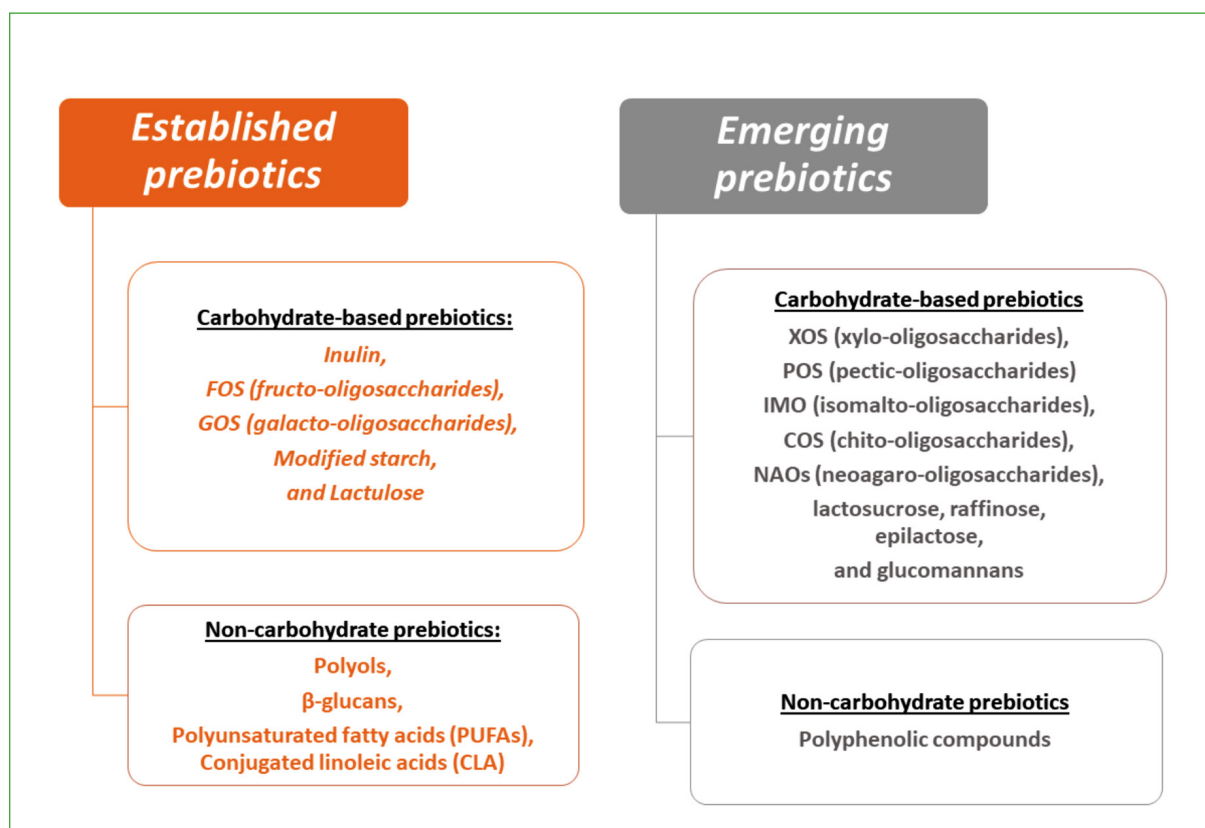 Established
prebiotics
Carbohydrate-based prebiotics:
Inulin,
FOS (fructo-oligosaccharides),
GOS (galacto-oligosaccharides),
Modified starch,
and Lactulose
Non-carbohydrate prebiotics:
Polyols,
β-glucans,
Polyunsaturated fatty acids (PUFAs),
Conjugated linoleic acids (CLA)
Emerging
prebiotics
Carbohydrate-based prebiotics
XOS (xylo-oligosaccharides),
POS (pectic-oligosaccharides)
IMO (isomalto-oligosaccharides),
COS (chito-oligosaccharides),
NAOs (neoagaro-oligosaccharides),
lactosucrose, raffinose,
epilactose,
and glucomannans
Non-carbohydrate prebiotics
Polyphenolic compounds